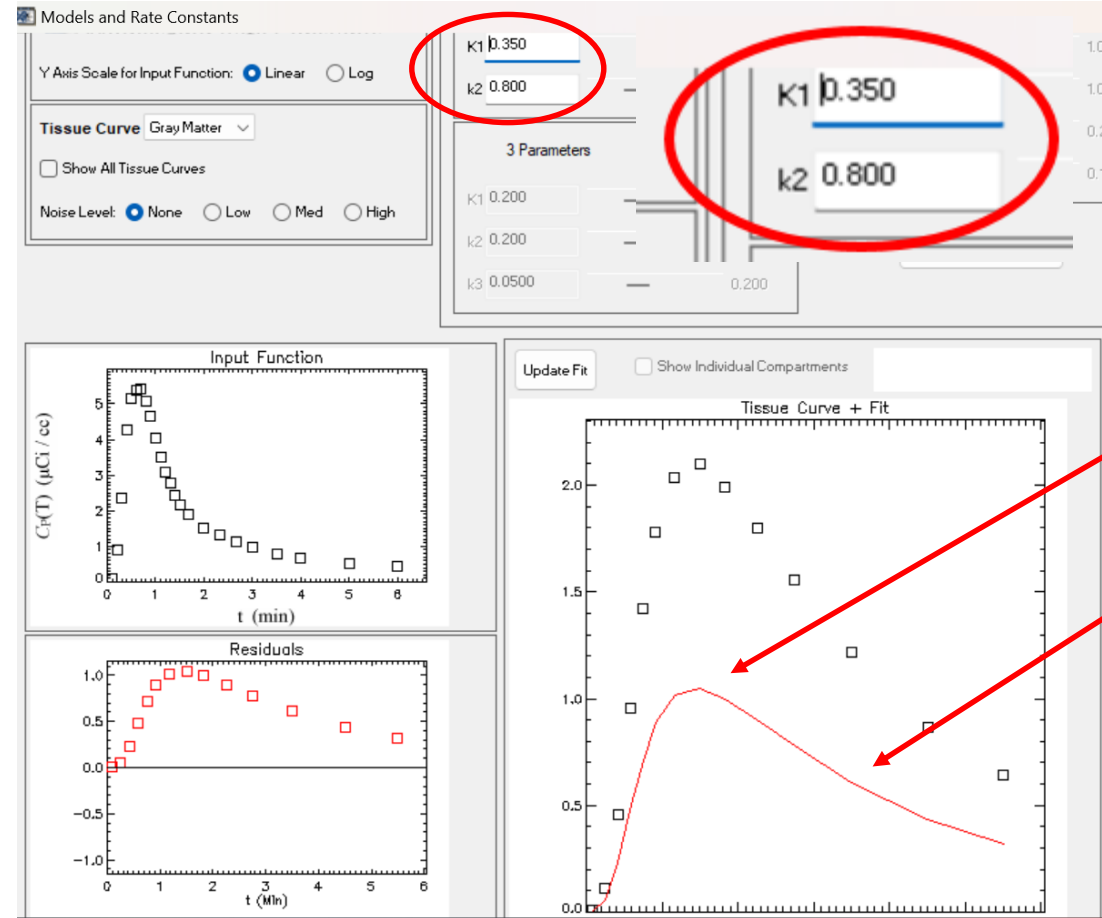 Models and Rate Constants
Y Axis Scale for Input Function: Linear Log
Tissue Curve Gray Matter
Show All Tissue Curves
Noise Level: None Low Med High
K1 0.350
k2 0.800
3 Parameters
K1 0.200
k2 0.200
k3 0.0500 0.200
K1 0.350
k2 0.800
Input Function
CP(T) (μCi / cc)
5
4
3
2
1
0
0 1 2 3 4 5 6
t (min)
Residuals
1.0
0.5
0.0
−0.5
−1.0
0 1 2 3 4 5 6
t (Min)
Update Fit Show Individual Compartments
Tissue Curve + Fit
2.0
1.5
1.0
0.5
0.0